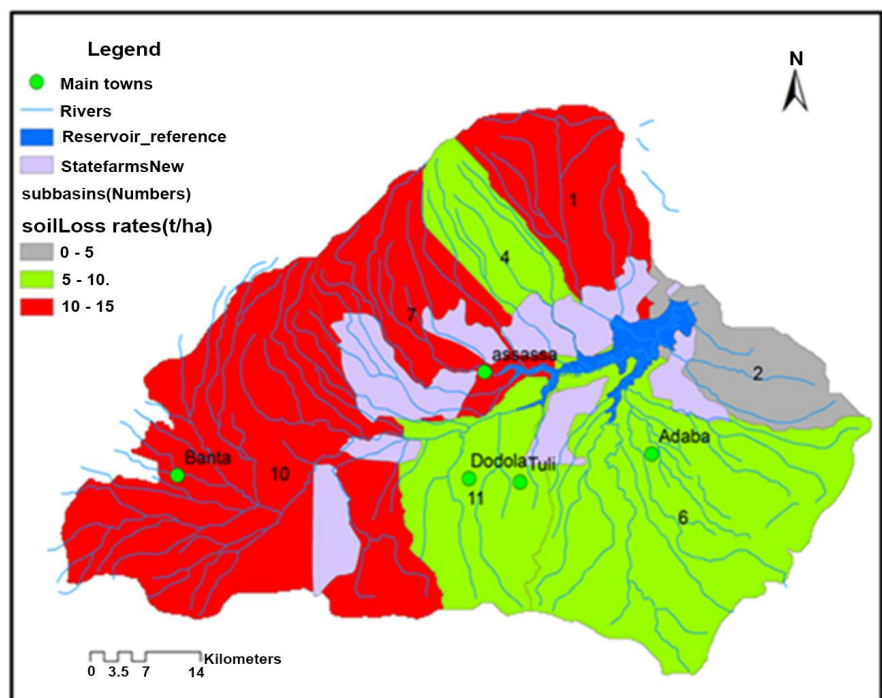 Legend
Main towns
Rivers
Reservoir_reference
StatefarmsNew
subbasins(Numbers)
soilLoss rates(t/ha)
0 - 5
5 - 10.
10 - 15
N
1
4
7
assassa
2
Banta
10
Dodola
Tuli
11
Adaba
6
Kilometers
0 3.5 7 14